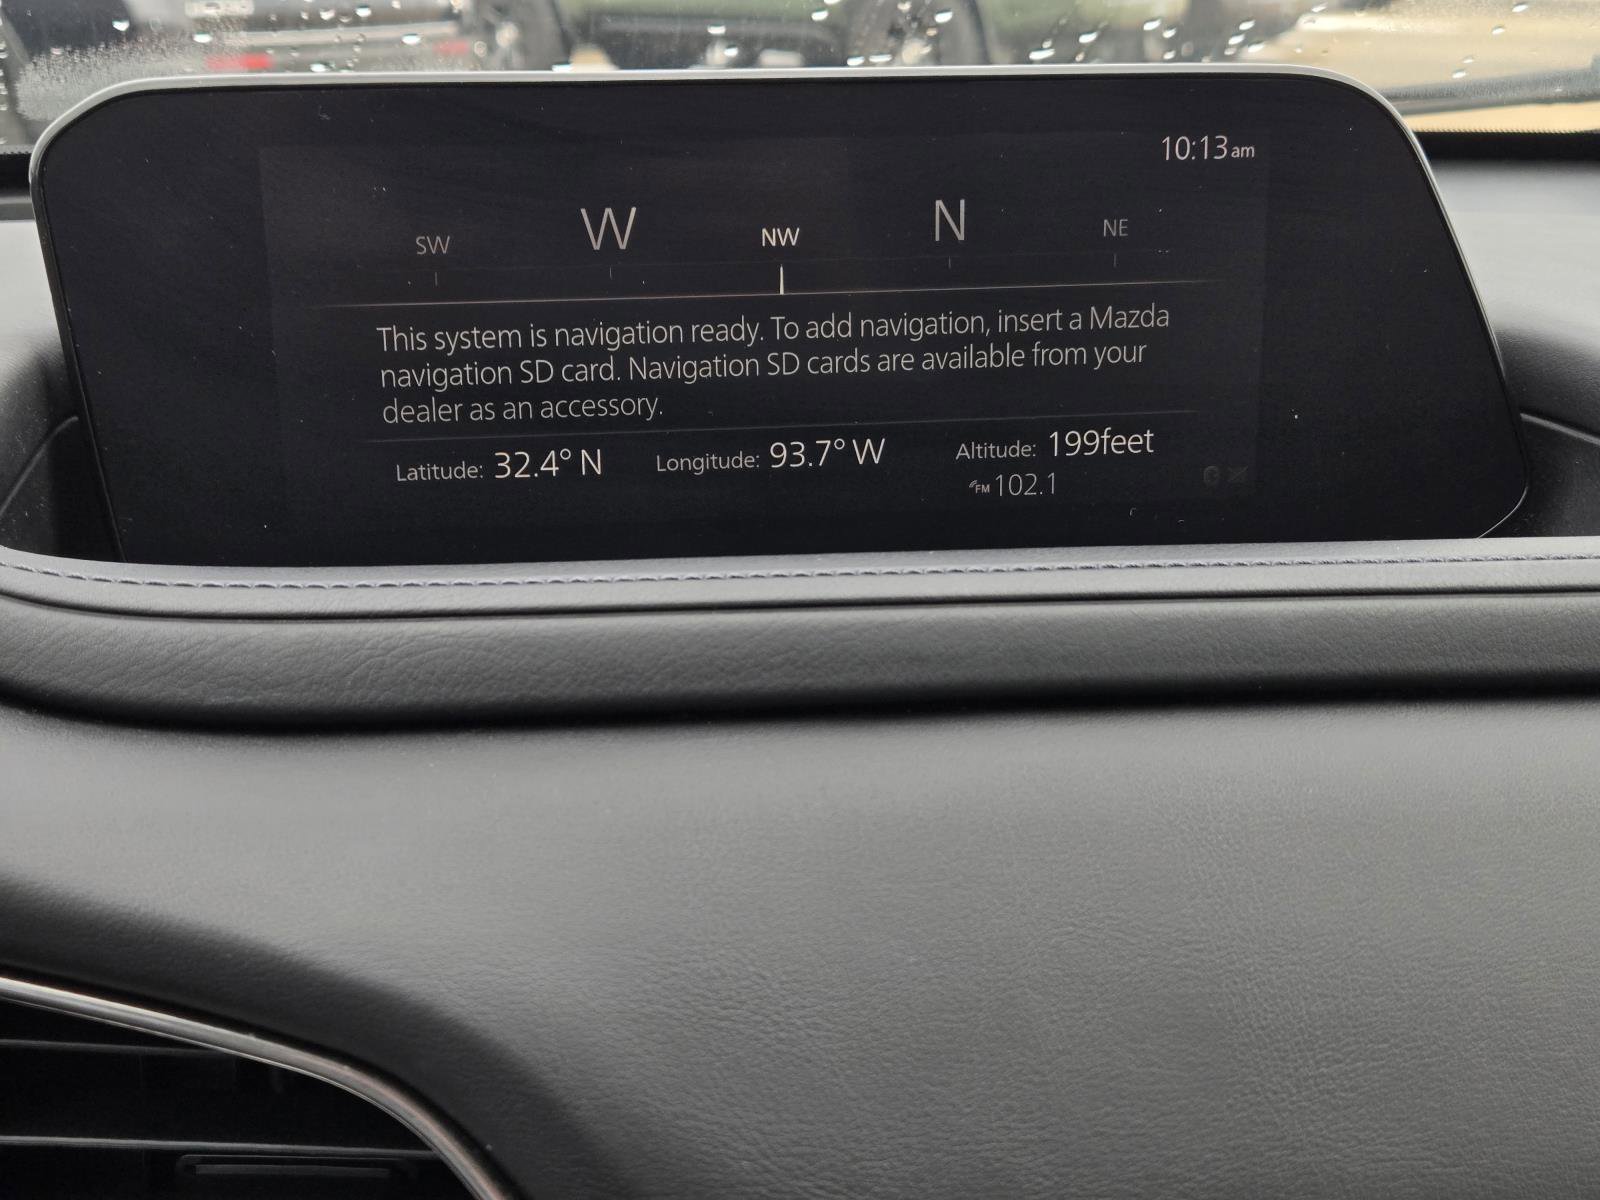 10:13am
SW W NW N NE
This system is navigation ready. To add navigation, insert a Mazda
navigation SD card. Navigation SD cards are available from your
dealer as an accessory.
Latitude: 32.4° N Longitude: 93.7° W Altitude: 199feet
FM 102.1